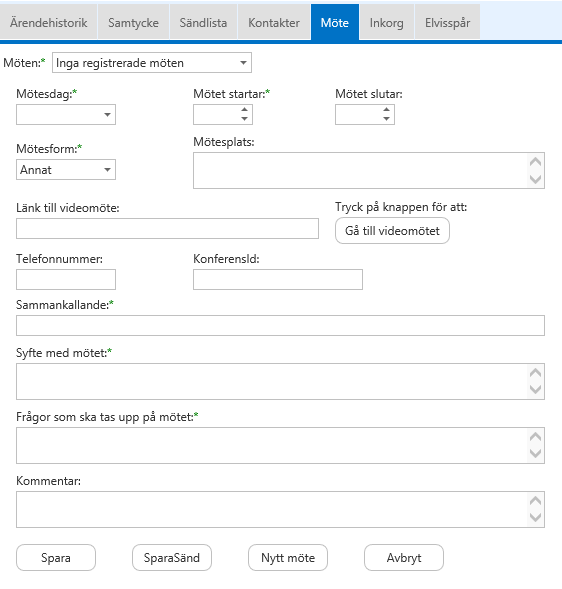 Ärendehistorik Samtycke Sändlista Kontakter Möte Inkorg Elvisspår
Möten:* Inga registrerade möten
Mötesdag:* Mötet startar:* Mötet slutar:
Mötesform:* Mötesplats:
Annat
Länk till videomöte: Tryck på knappen för att:
Gå till videomötet
Telefonnummer: KonferensId:
Sammankallande:*
Syfte med mötet:*
Frågor som ska tas upp på mötet:*
Kommentar:
Spara SparaSänd Nytt möte Avbryt